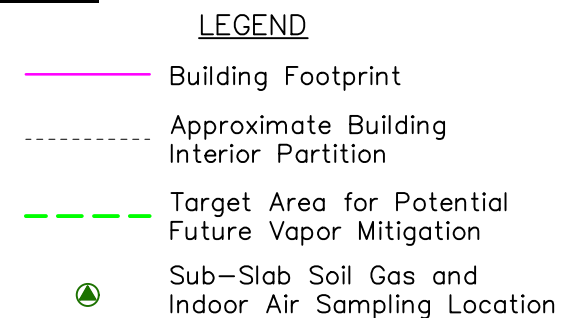 LEGEND
Building Footprint
Approximate Building
Interior Partition
Target Area for Potential
Future Vapor Mitigation
Sub-Slab Soil Gas and
Indoor Air Sampling Location